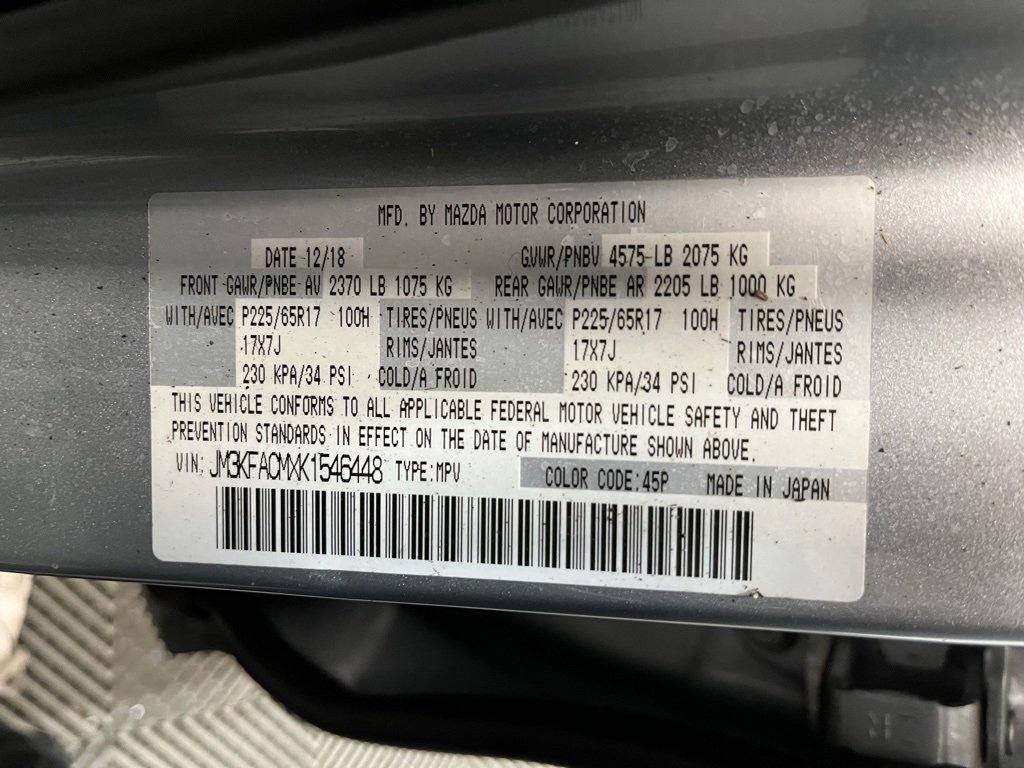 MFD. BY MAZDA MOTOR CORPORATION
DATE 12/18 GVWR/PNBV 4575 LB 2075 KG
FRONT GAWR/PNBE AV 2370 LB 1075 KG REAR GAWR/PNBE AR 2205 LB 1000 KG
WITH/AVEC P225/65R17 100H TIRES/PNEUS WITH/AVEC P225/65R17 100H TIRES/PNEUS
17X7J RIMS/JANTES 17X7J RIMS/JANTES
230 KPA/34 PSI COLD/A FROID 230 KPA/34 PSI COLD/A FROID
THIS VEHICLE CONFORMS TO ALL APPLICABLE FEDERAL MOTOR VEHICLE SAFETY AND THEFT
PREVENTION STANDARDS IN EFFECT ON THE DATE OF MANUFACTURE SHOWN ABOVE.
VIN: JM3KFACMXK1546448 TYPE:MPV COLOR CODE:45P MADE IN JAPAN